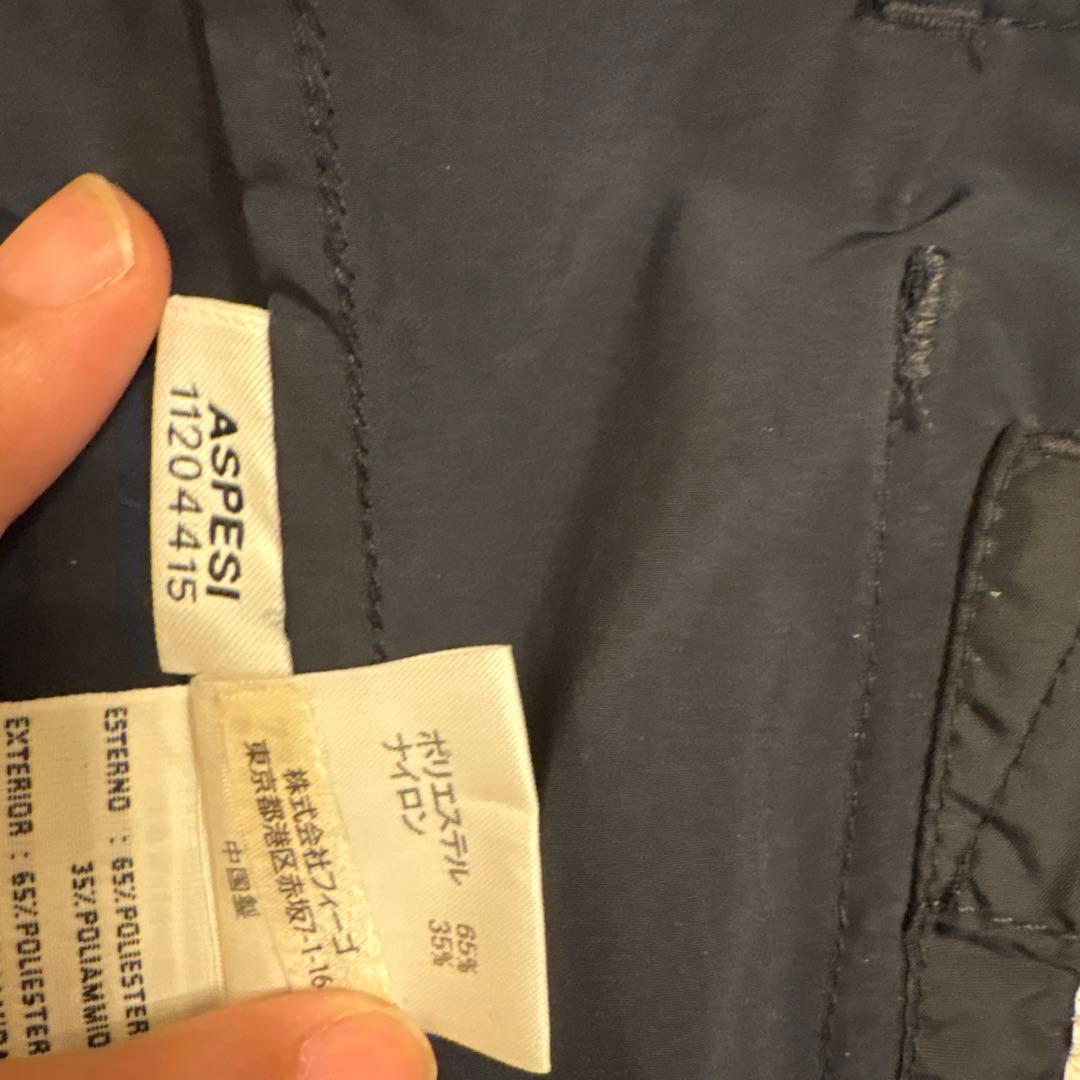 ASPESI
11204415
ポリエステル 65%
ナイロン 35%
株式会社フィーゴ
東京都港区赤坂7-1-16
中国製
ESTERNO : 65%POLIESTER
35%POLIAMMID
EXTERIOR : 65%POLIESTER